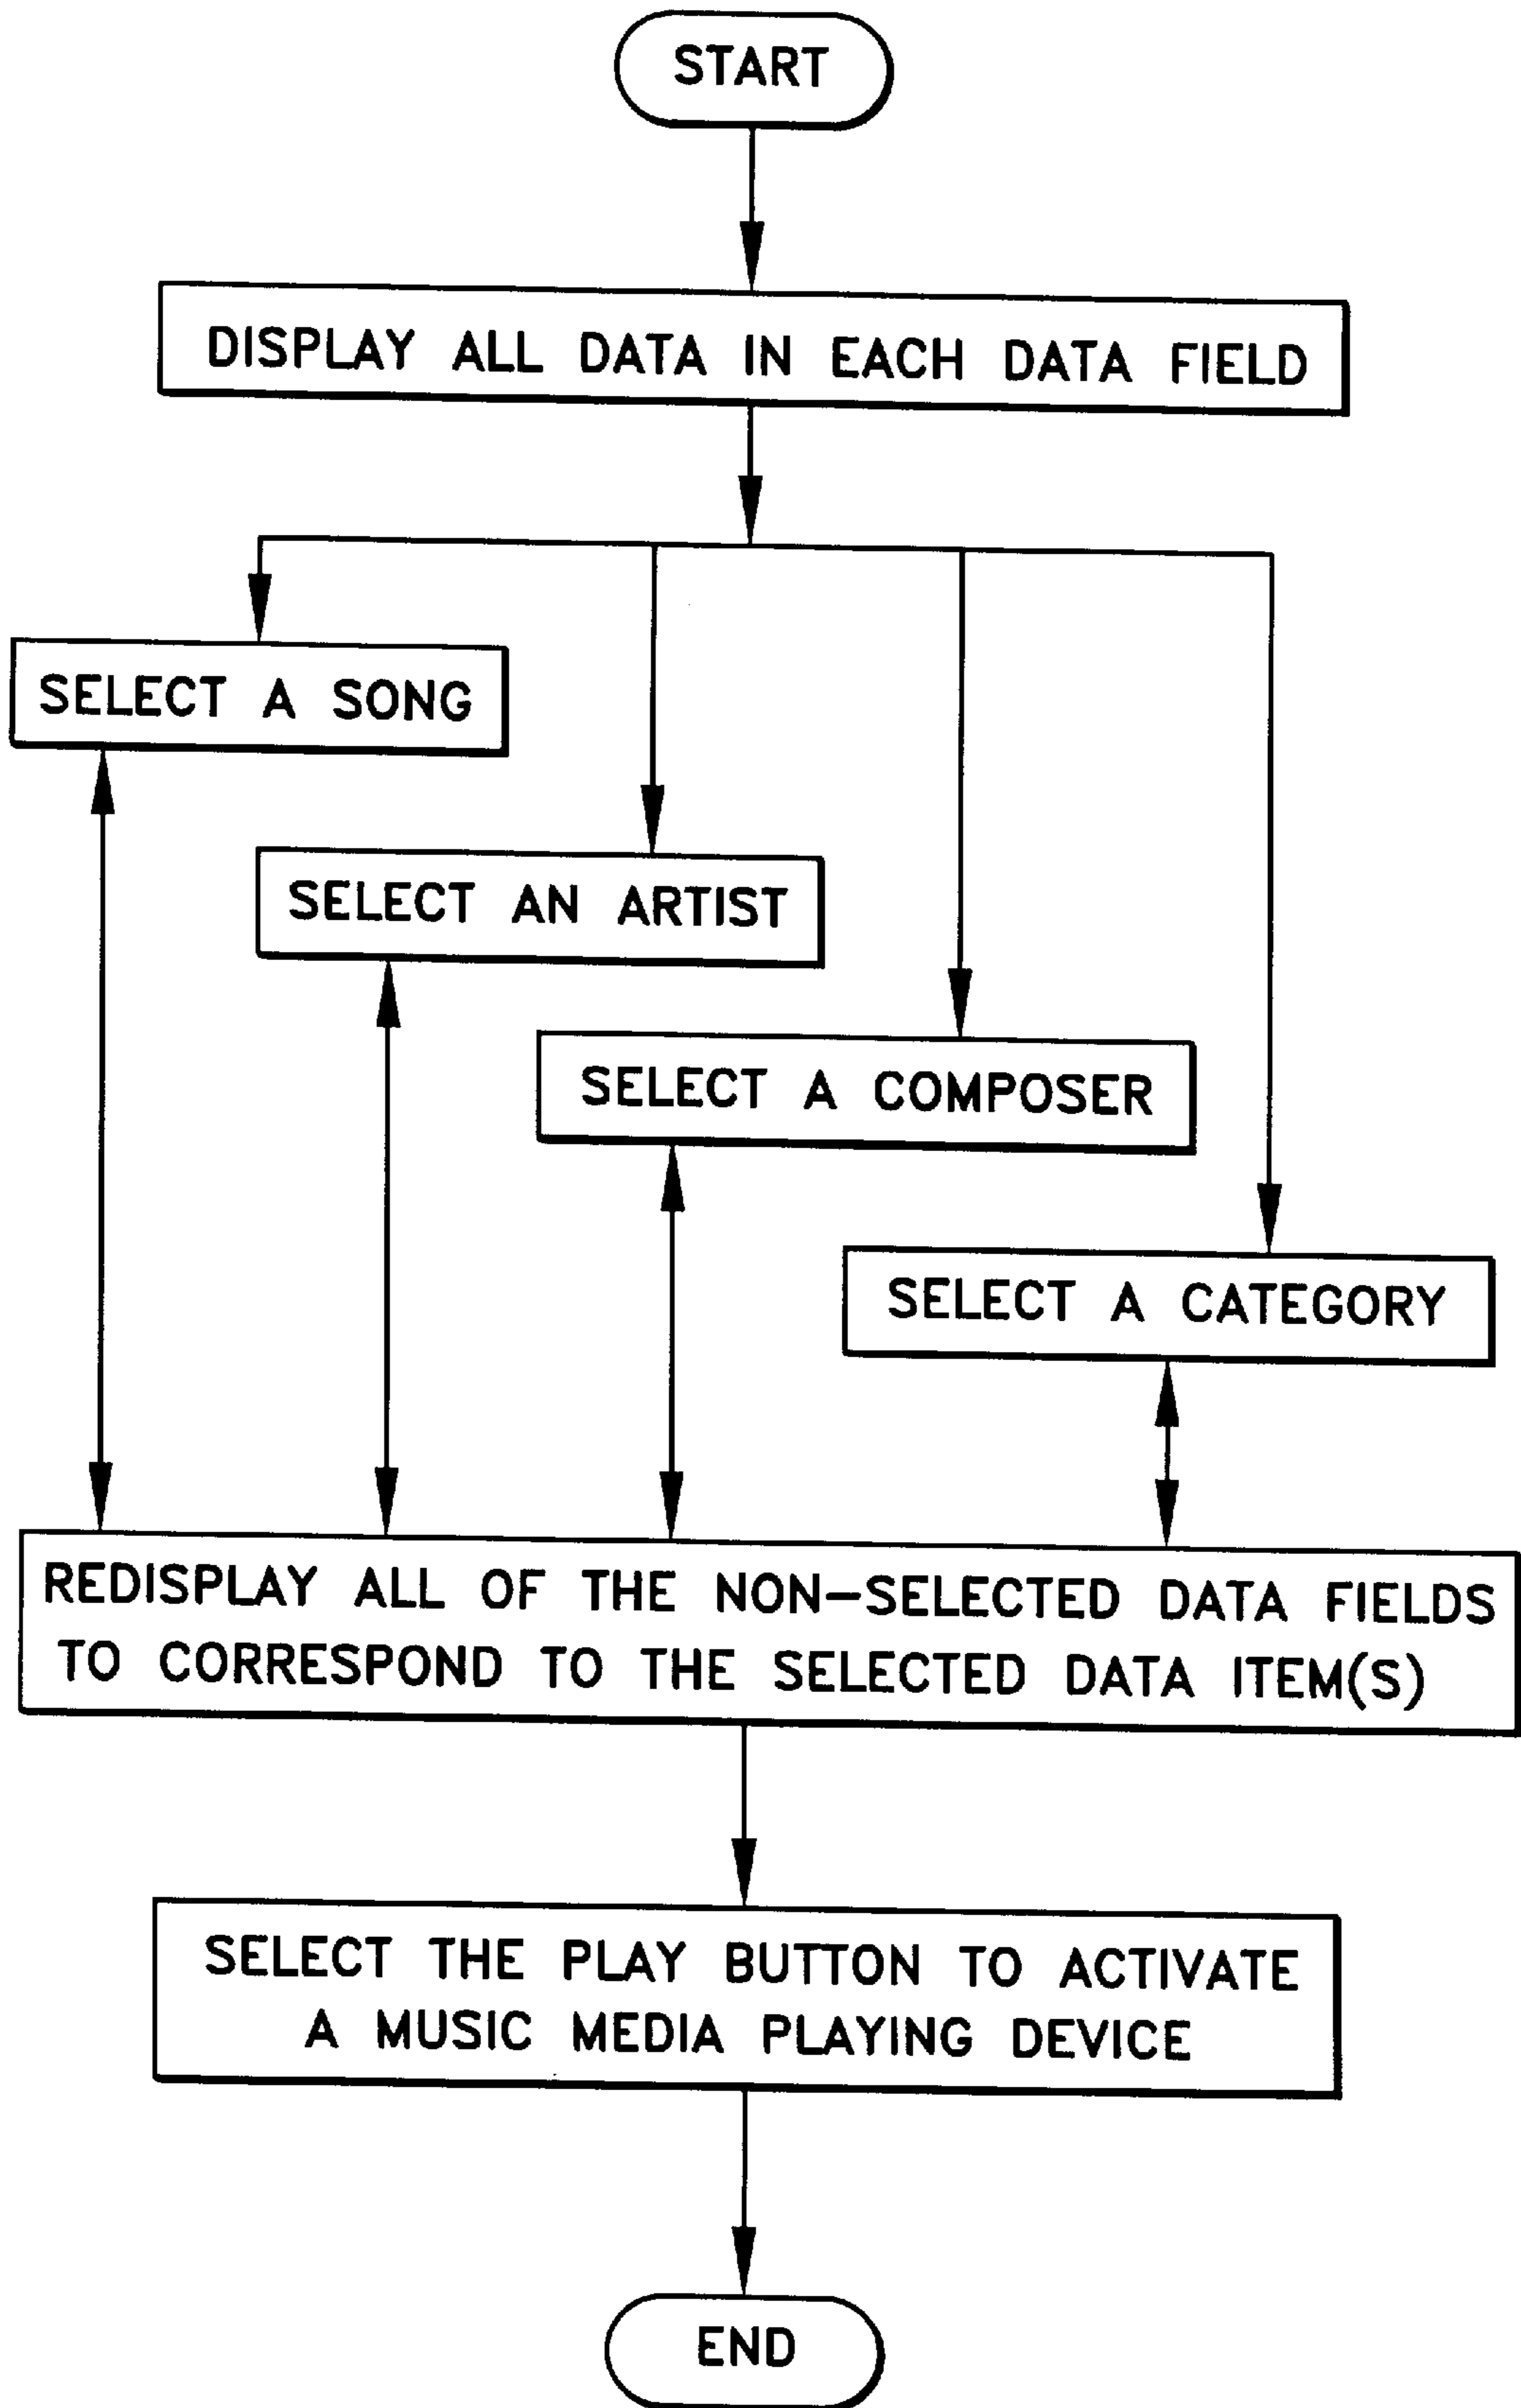 START
DISPLAY ALL DATA IN EACH DATA FIELD
SELECT A SONG
SELECT AN ARTIST
SELECT A COMPOSER
SELECT A CATEGORY
REDISPLAY ALL OF THE NON-SELECTED DATA FIELDS
TO CORRESPOND TO THE SELECTED DATA ITEM(S)
SELECT THE PLAY BUTTON TO ACTIVATE
A MUSIC MEDIA PLAYING DEVICE
END